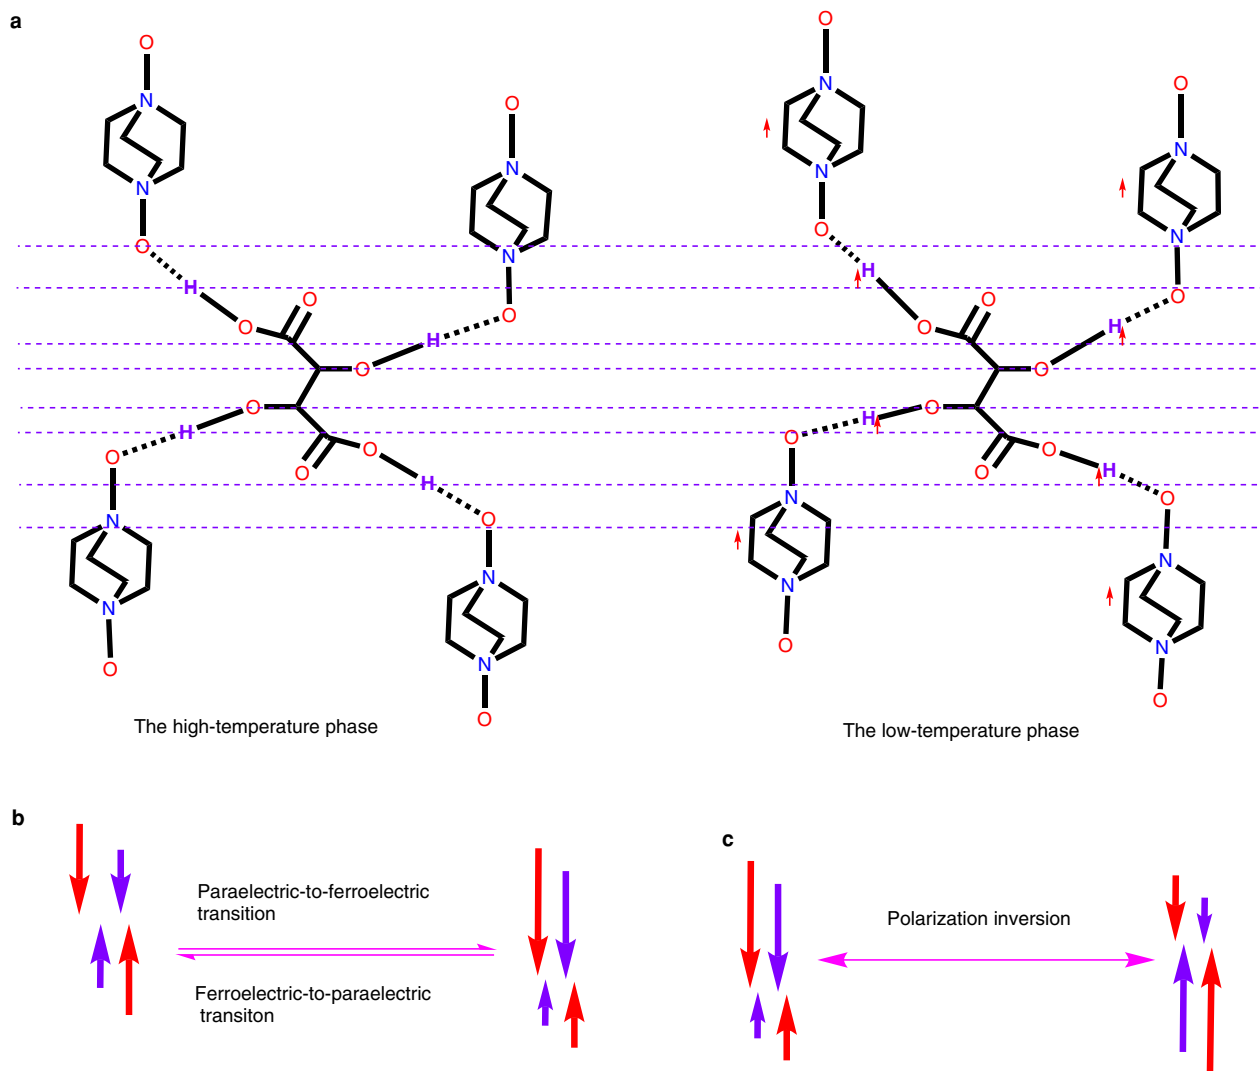 a
O
O
N
N
O
H
O
O
O
N
N
O
H
O
O
H
O
N
N
O
O
O
H
O
N
N
O
The high-temperature phase
O
N
N
O
H
O
O
O
N
N
O
H
O
O
H
O
N
N
O
O
O
H
O
N
N
O
The low-temperature phase
b
Paraelectric-to-ferroelectric
transition
Ferroelectric-to-paraelectric
transiton
c
Polarization inversion